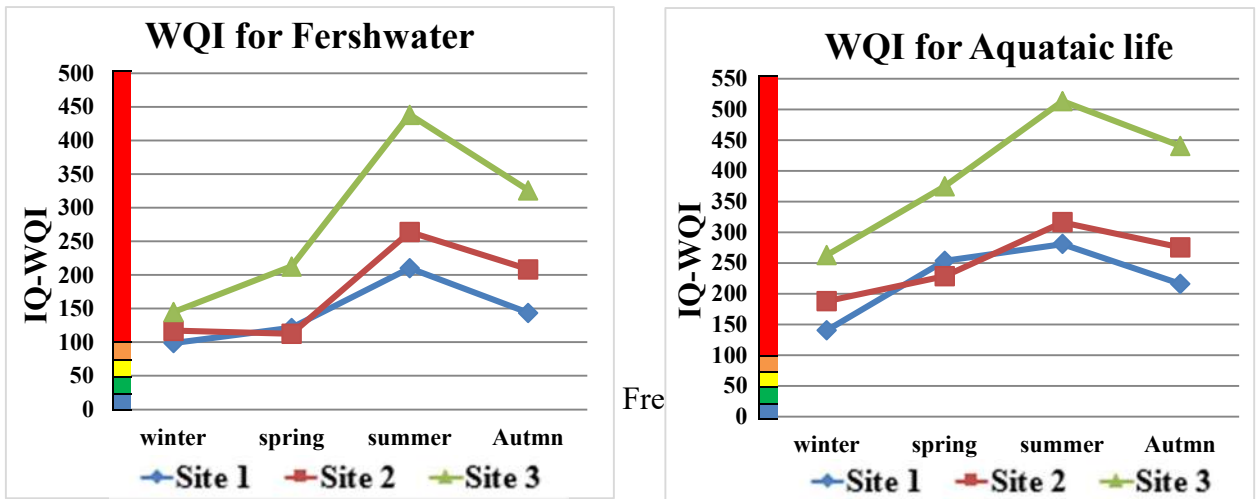 WQI for Fershwater
IQ-WQI
500
450
400
350
300
250
200
150
100
50
0
winter spring summer Autmn
Site 1 Site 2 Site 3
Fre
WQI for Aquataic life
IQ-WQI
550
500
450
400
350
300
250
200
150
100
50
0
winter spring summer Autmn
Site 1 Site 2 Site 3